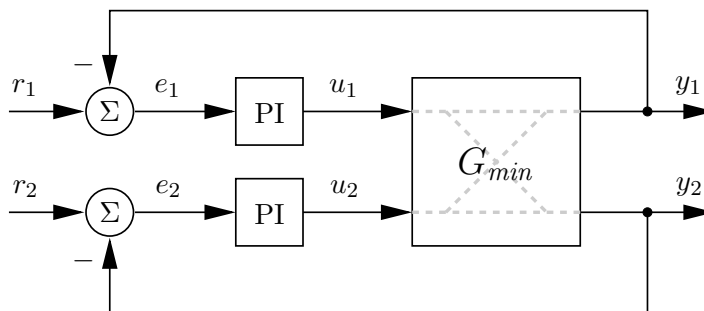 −
r₁ Σ e₁ PI u₁ y₁
G_min
r₂ Σ e₂ PI u₂ y₂
−